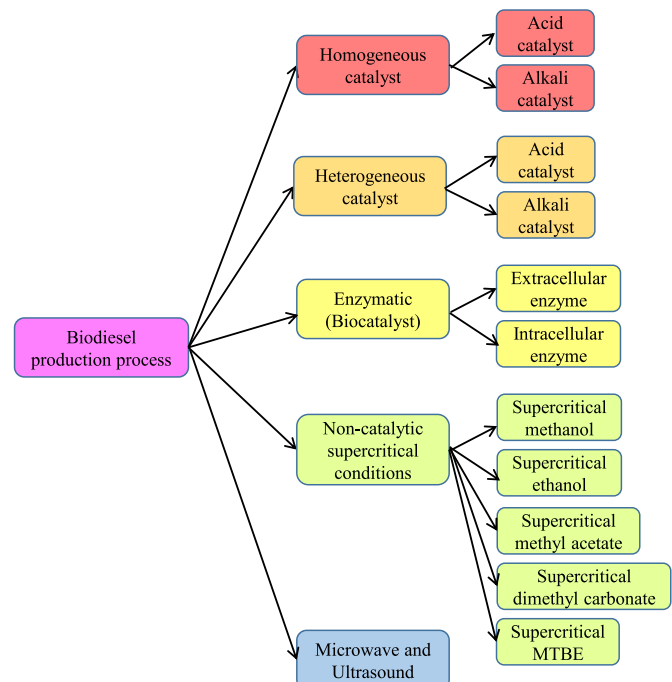 Biodiesel
production process
Homogeneous
catalyst
Acid
catalyst
Alkali
catalyst
Heterogeneous
catalyst
Acid
catalyst
Alkali
catalyst
Enzymatic
(Biocatalyst)
Extracellular
enzyme
Intracellular
enzyme
Non-catalytic
supercritical
conditions
Supercritical
methanol
Supercritical
ethanol
Supercritical
methyl acetate
Supercritical
dimethyl carbonate
Supercritical
MTBE
Microwave and
Ultrasound